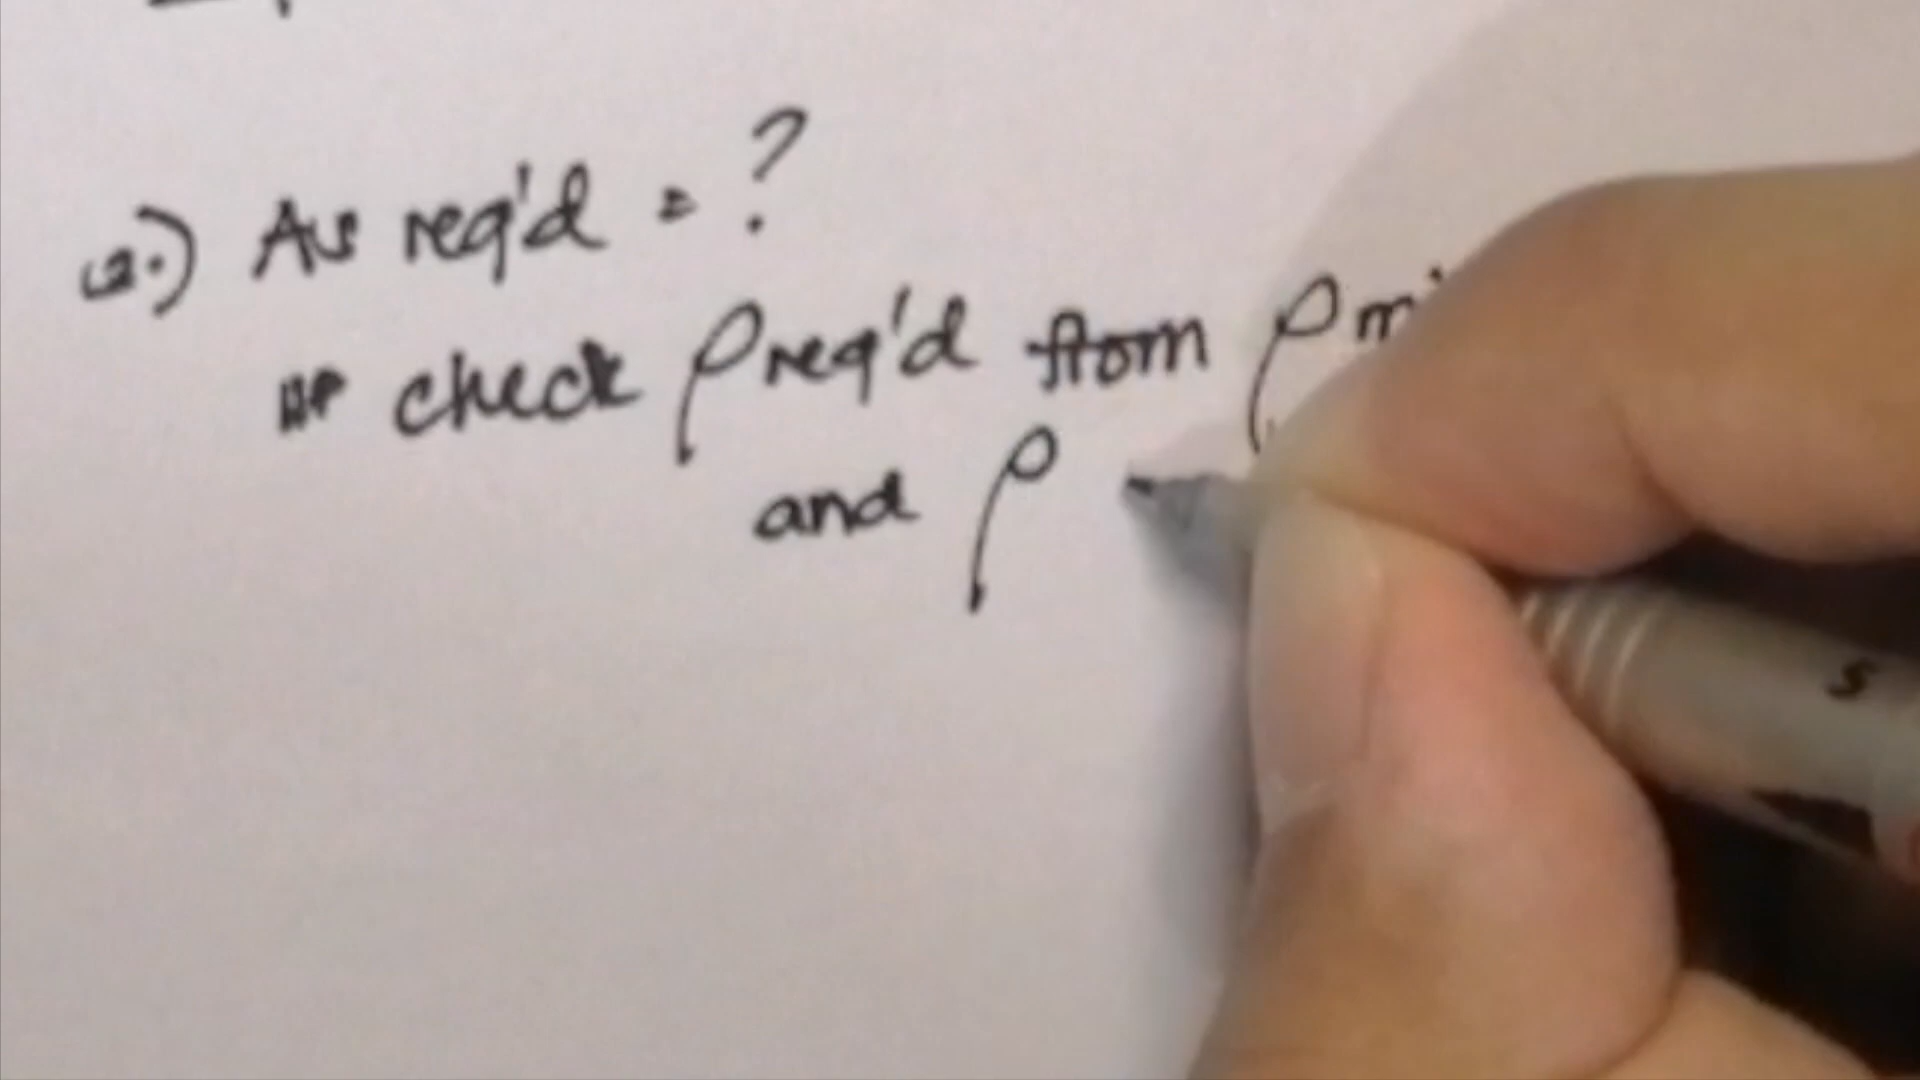 (2.) As req'd = ?
check ρreq'd from ρmi
and ρ
S